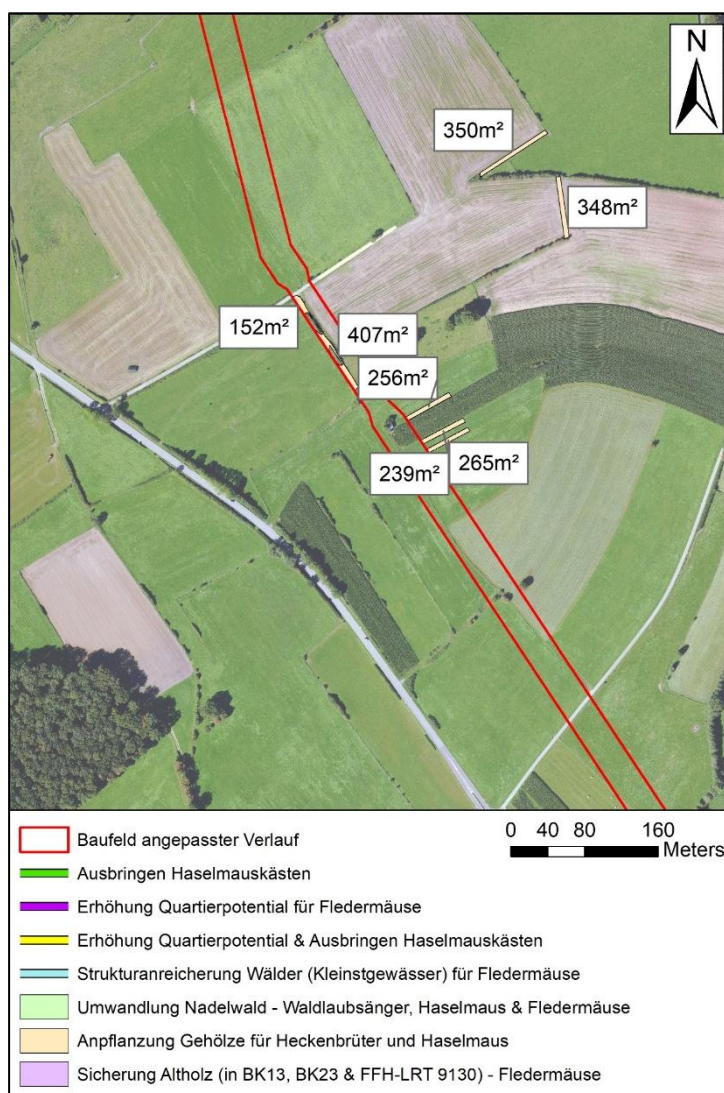 N
350m²
348m²
152m²
407m²
256m²
239m²
265m²
Baufeld angepasster Verlauf
0 40 80 160
Meters
Ausbringen Haselmauskästen
Erhöhung Quartierpotential für Fledermäuse
Erhöhung Quartierpotential & Ausbringen Haselmauskästen
Strukturanreicherung Wälder (Kleinstgewässer) für Fledermäuse
Umwandlung Nadelwald - Waldlaubsänger, Haselmaus & Fledermäuse
Anpflanzung Gehölze für Heckenbrüter und Haselmaus
Sicherung Altholz (in BK13, BK23 & FFH-LRT 9130) - Fledermäuse